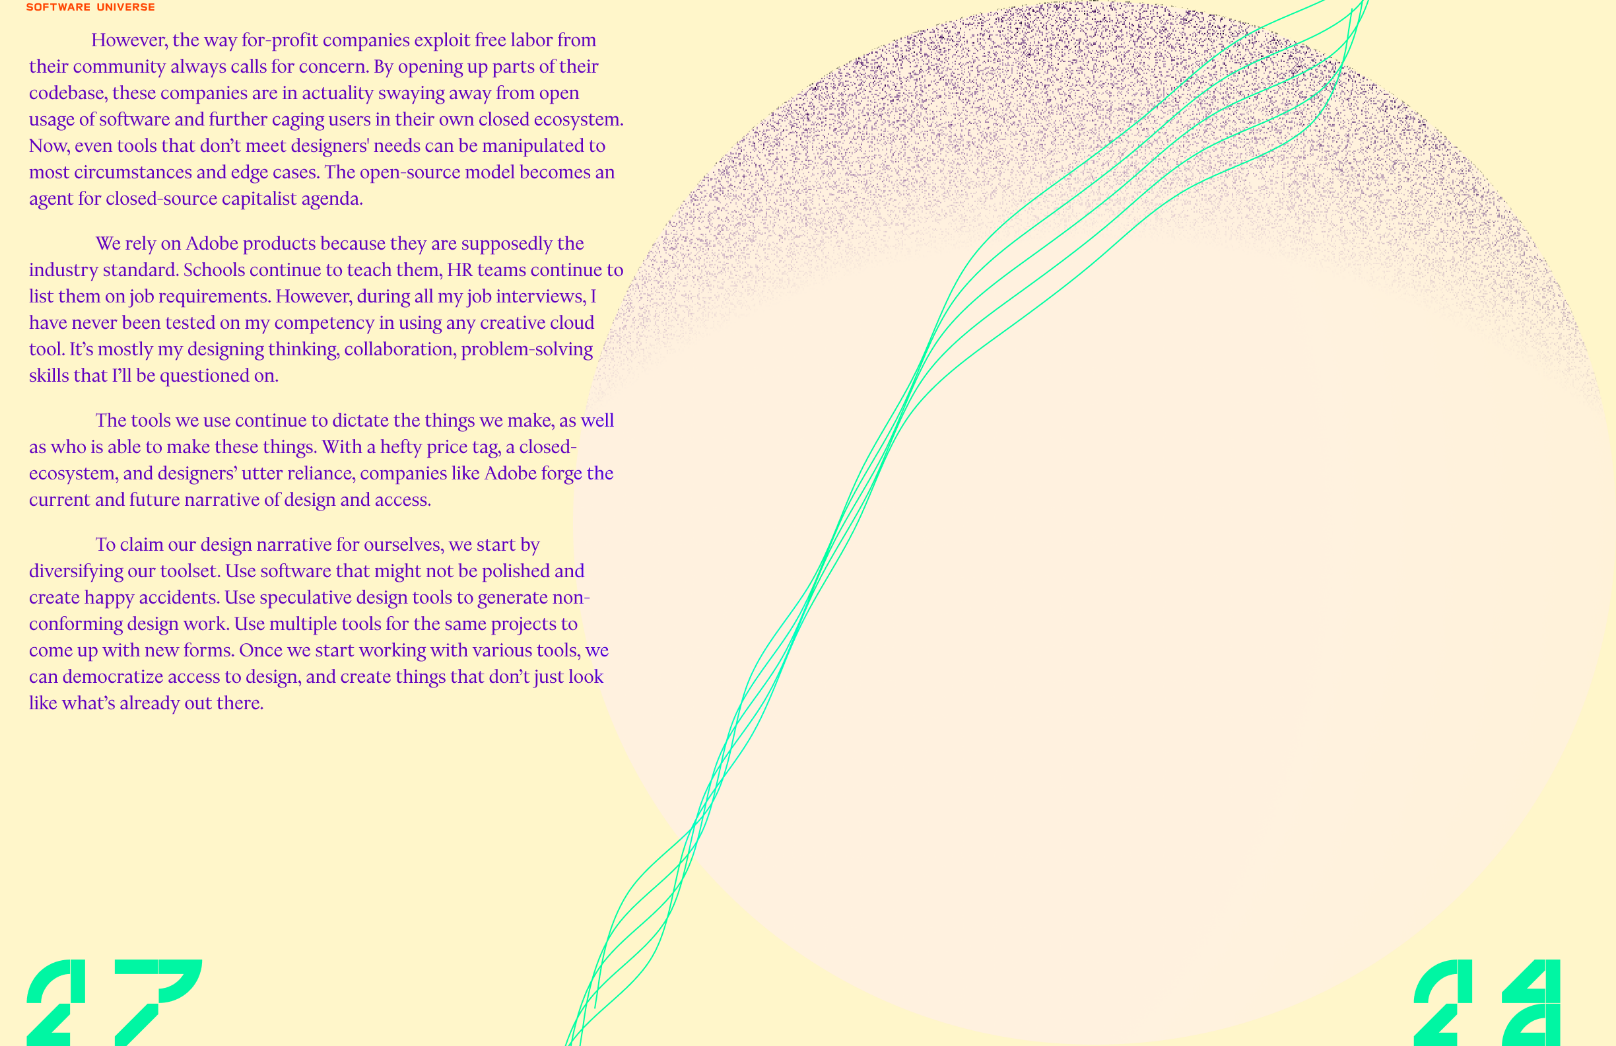 SOFTWARE UNIVERSE
However, the way for-profit companies exploit free labor from
their community always calls for concern. By opening up parts of their
codebase, these companies are in actuality swaying away from open
usage of software and further caging users in their own closed ecosystem.
Now, even tools that don’t meet designers' needs can be manipulated to
most circumstances and edge cases. The open-source model becomes an
agent for closed-source capitalist agenda.
We rely on Adobe products because they are supposedly the
industry standard. Schools continue to teach them, HR teams continue to
list them on job requirements. However, during all my job interviews, I
have never been tested on my competency in using any creative cloud
tool. It’s mostly my designing thinking, collaboration, problem-solving
skills that I’ll be questioned on.
The tools we use continue to dictate the things we make, as well
as who is able to make these things. With a hefty price tag, a closed-
ecosystem, and designers’ utter reliance, companies like Adobe forge the
current and future narrative of design and access.
To claim our design narrative for ourselves, we start by
diversifying our toolset. Use software that might not be polished and
create happy accidents. Use speculative design tools to generate non-
conforming design work. Use multiple tools for the same projects to
come up with new forms. Once we start working with various tools, we
can democratize access to design, and create things that don’t just look
like what’s already out there.
27